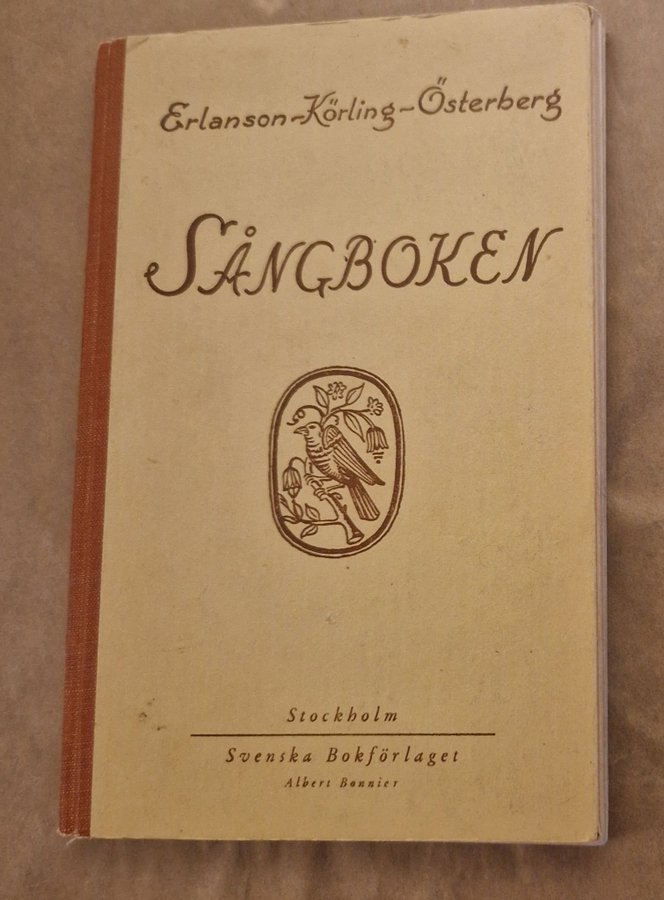 Erlanson-Körling-Österberg
SÅNGBOKEN
Stockholm
Svenska Bokförlaget
Albert Bonnier